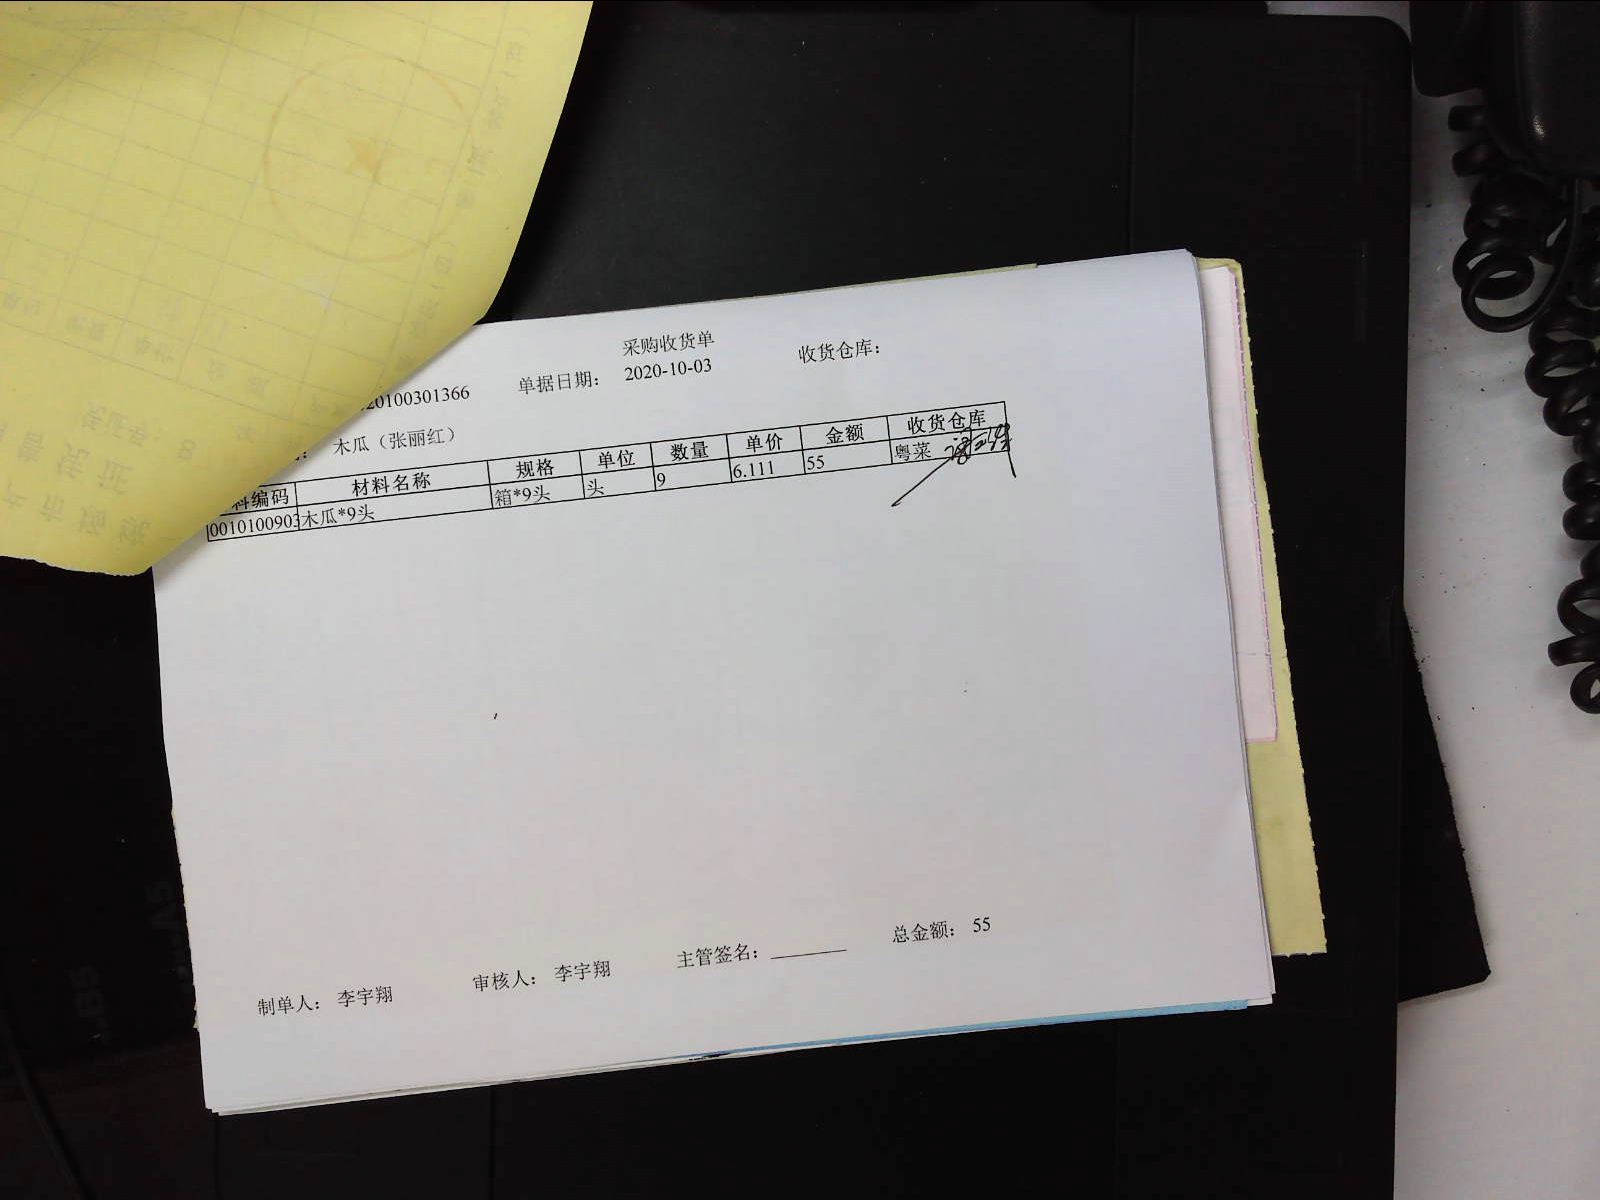 采购收货单
20100301366 单据日期： 2020-10-03 收货仓库：
木瓜（张丽红）
料编码 材料名称 规格 单位 数量 单价 金额 收货仓库
0010100903 木瓜*9头 箱*9头 头 9 6.111 55 粤菜
制单人： 李宇翔 审核人： 李宇翔 主管签名： 总金额： 55